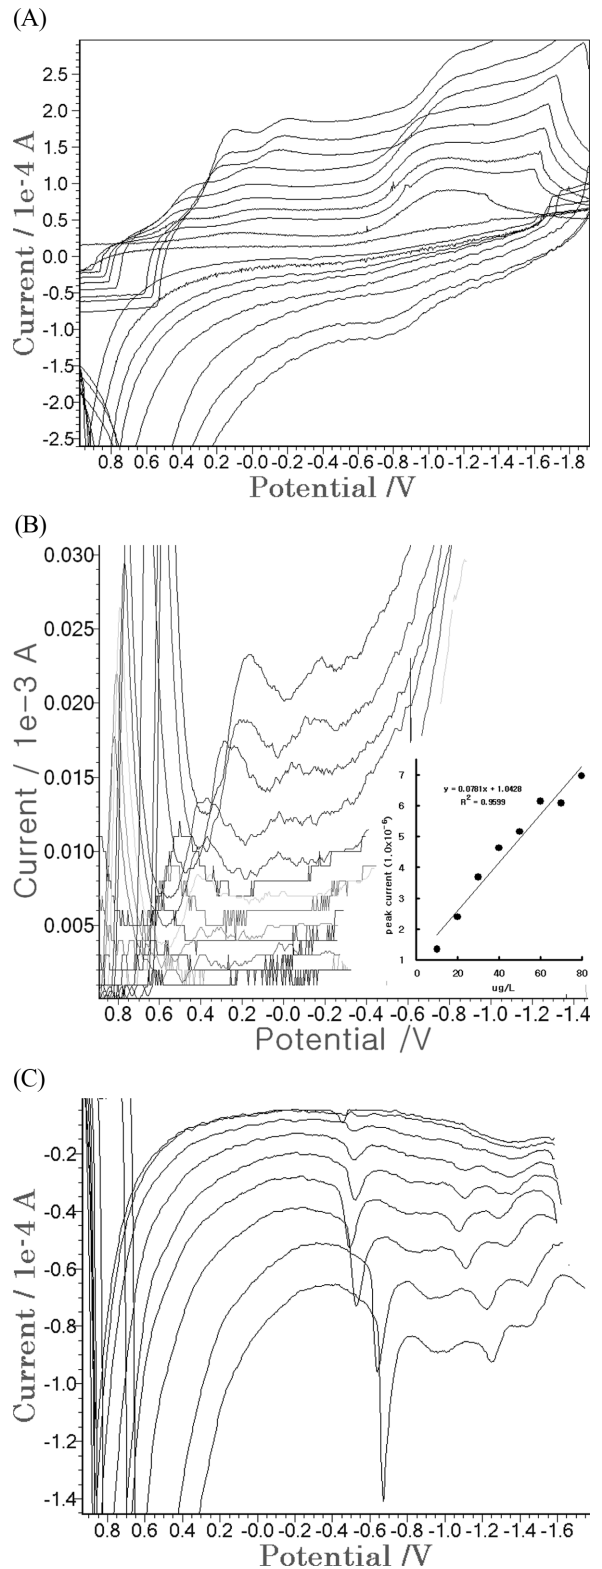 (A)
2.5
2.0
1.5
1.0
0.5
0.0
-0.5
-1.0
-1.5
-2.0
-2.5
Current / 1e-4 A
0.8 0.6 0.4 0.2 -0.0 -0.2 -0.4 -0.6 -0.8 -1.0 -1.2 -1.4 -1.6 -1.8
Potential /V
(B)
0.030
0.025
0.020
0.015
0.010
0.005
Current / 1e-3 A
0.8 0.6 0.4 0.2 -0.0 -0.2 -0.4 -0.6 -0.8 -1.0 -1.2 -1.4
Potential /V
y = 0.0781x + 1.0428
R2 = 0.9599
7
6
5
4
3
2
1
peak current (1.0x10-6)
0 20 40 60 80
ug/L
(C)
-0.2
-0.4
-0.6
-0.8
-1.0
-1.2
-1.4
Current / 1e-4 A
0.8 0.6 0.4 0.2 -0.0 -0.2 -0.4 -0.6 -0.8 -1.0 -1.2 -1.4 -1.6
Potential /V